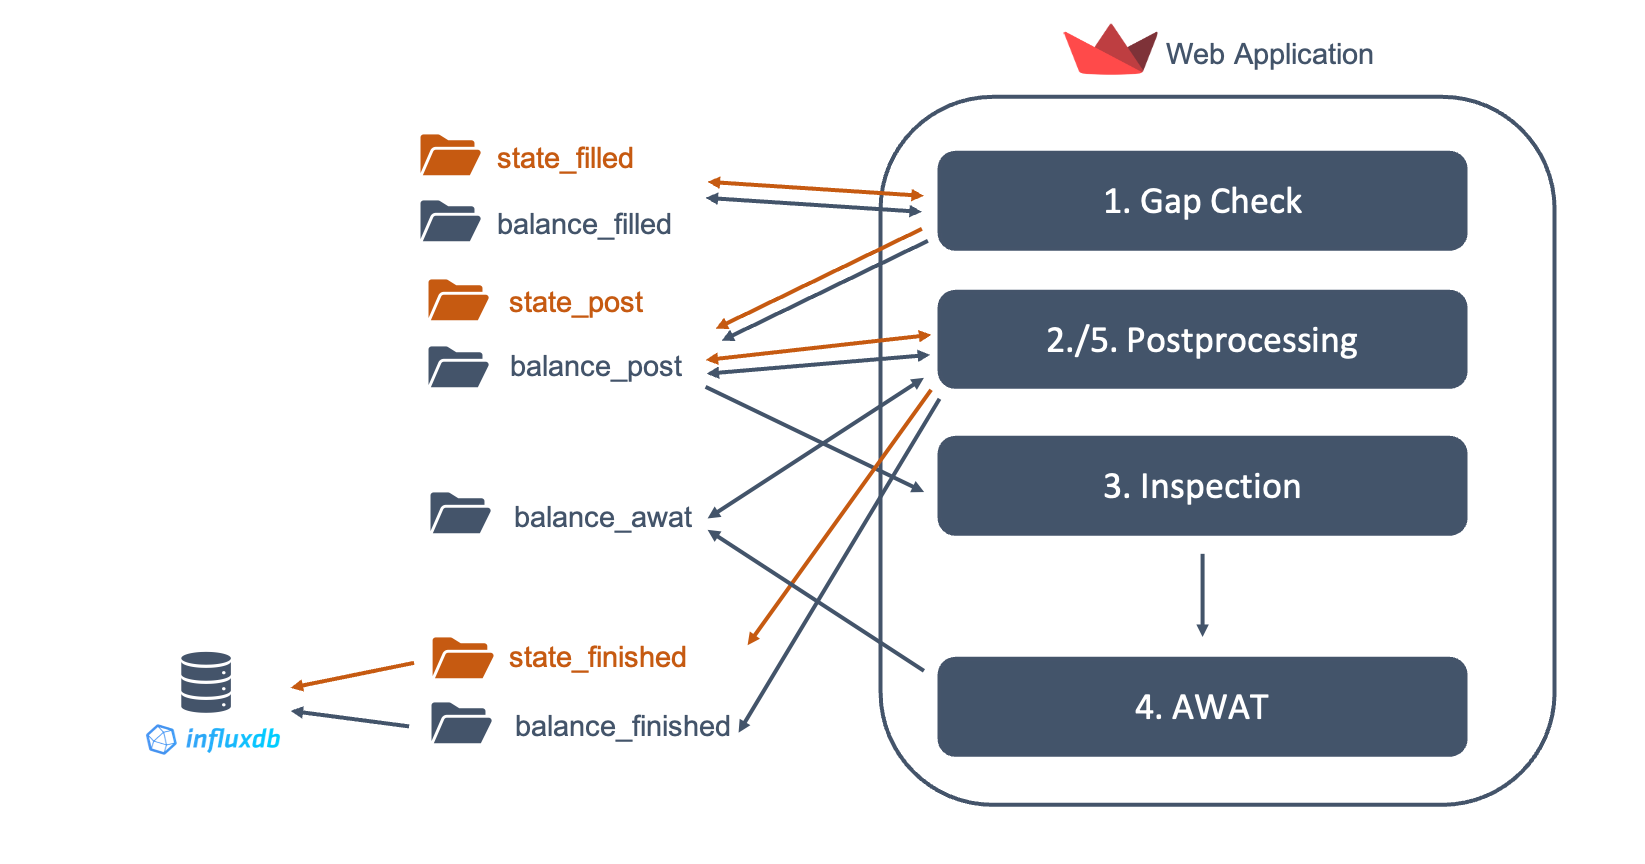 Web Application
state_filled
balance_filled
state_post
balance_post
balance_awat
state_finished
balance_finished
influxdb
1. Gap Check
2./5. Postprocessing
3. Inspection
4. AWAT